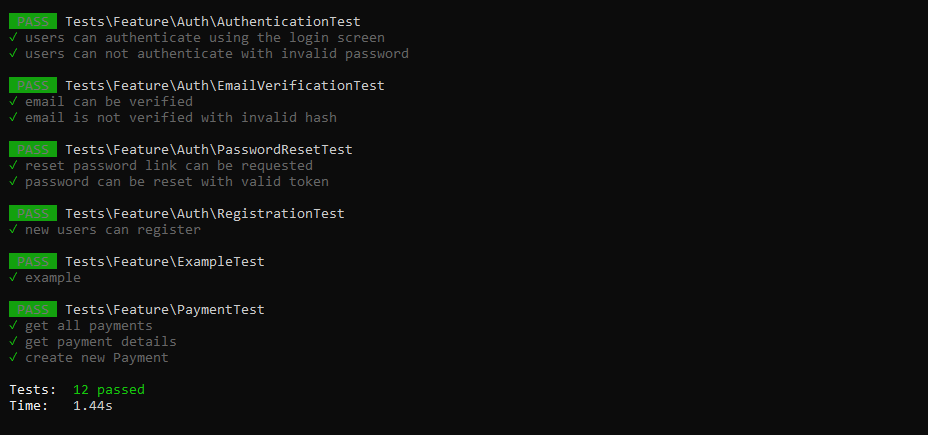 PASS Tests\Feature\Auth\AuthenticationTest
✓ users can authenticate using the login screen
✓ users can not authenticate with invalid password
PASS Tests\Feature\Auth\EmailVerificationTest
✓ email can be verified
✓ email is not verified with invalid hash
PASS Tests\Feature\Auth\PasswordResetTest
✓ reset password link can be requested
✓ password can be reset with valid token
PASS Tests\Feature\Auth\RegistrationTest
✓ new users can register
PASS Tests\Feature\ExampleTest
✓ example
PASS Tests\Feature\PaymentTest
✓ get all payments
✓ get payment details
✓ create new Payment
Tests: 12 passed
Time: 1.44s